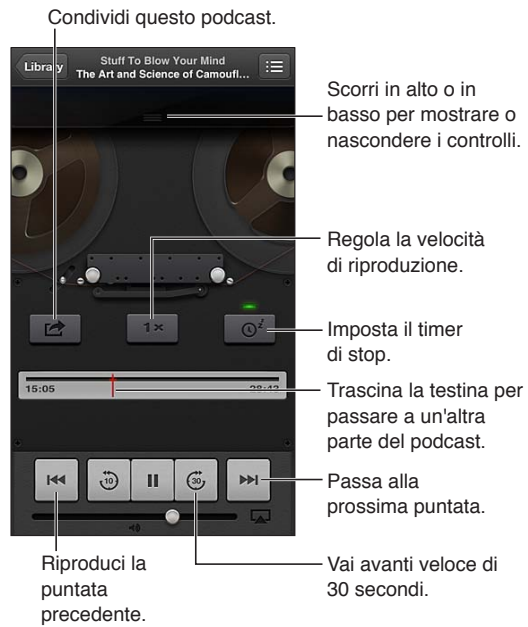 Condividi questo podcast.
Library
Stuff To Blow Your Mind
The Art and Science of Camoufl...
Scorri in alto o in
basso per mostrare o
nascondere i controlli.
Regola la velocità
di riproduzione.
1×
z
Imposta il timer
di stop.
15:05
28:43
Trascina la testina per
passare a un'altra
parte del podcast.
10
30
Passa alla
prossima puntata.
Riproduci la
puntata
precedente.
Vai avanti veloce di
30 secondi.